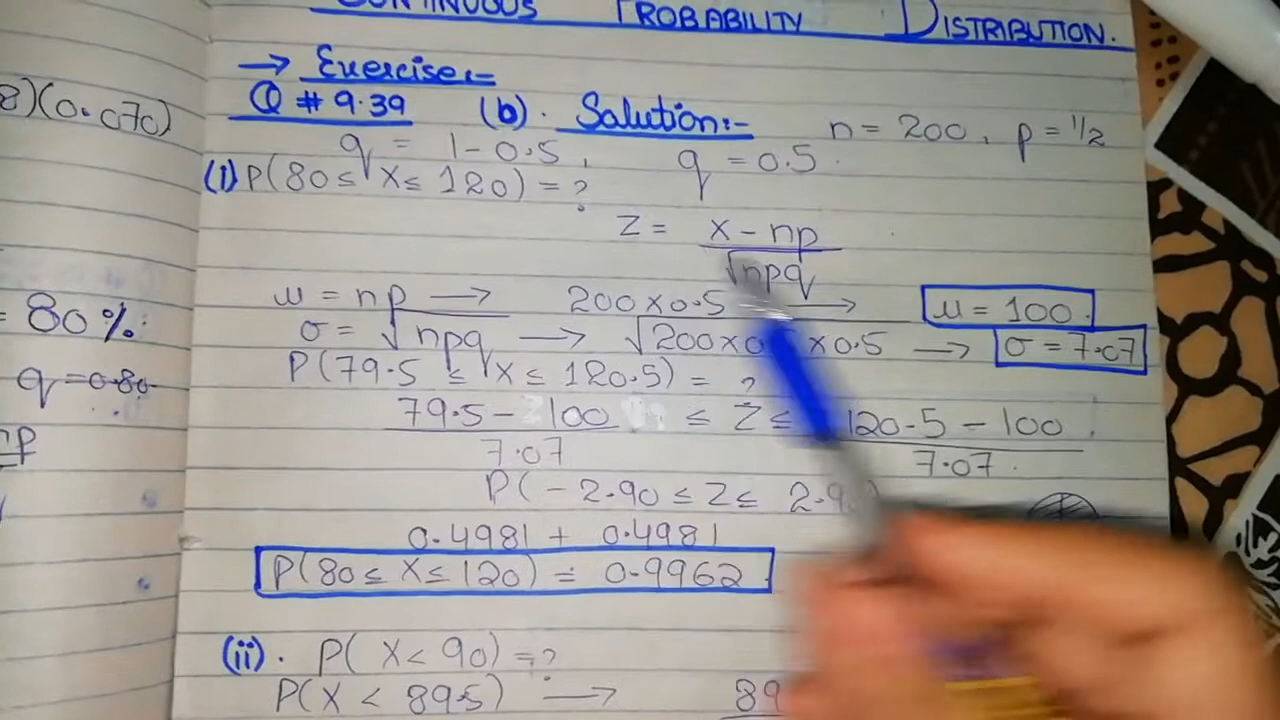 CONTINUOUS PROBABILITY DISTRIBUTION.
→ Exercise:-
Q # 9.39 (b). Salution:- n = 200, p = 1/2
q = 1-0.5, q = 0.5.
(i) P(80 ≤ X ≤ 120) = ?
Z = X - np / √npq
μ = np → 200×0.5 → μ = 100.
σ = √npq → √200×0.5×0.5 → σ = 7.07
P(79.5 ≤ X ≤ 120.5) = ?
79.5 - 100 / 7.07 ≤ Z ≤ 120.5 - 100 / 7.07.
P(-2.90 ≤ Z ≤ 2.9
0.4981 + 0.4981
P(80 ≤ X ≤ 120) = 0.9962
(ii). P(X < 90) = ?
P(X < 89.5) → 89
8)(0.070)
= 80%.
q = 0.80